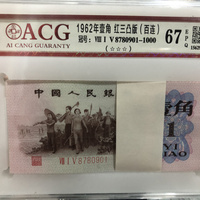 ACG
AI CANG GUARANTY
1962年壹角 红三凸版 (百连)
冠号: VIII I V 8780901-1000
(☆☆☆)
67 EPQ
中国人民银
VIII I V 8780901
壹角
1
YI JIAO